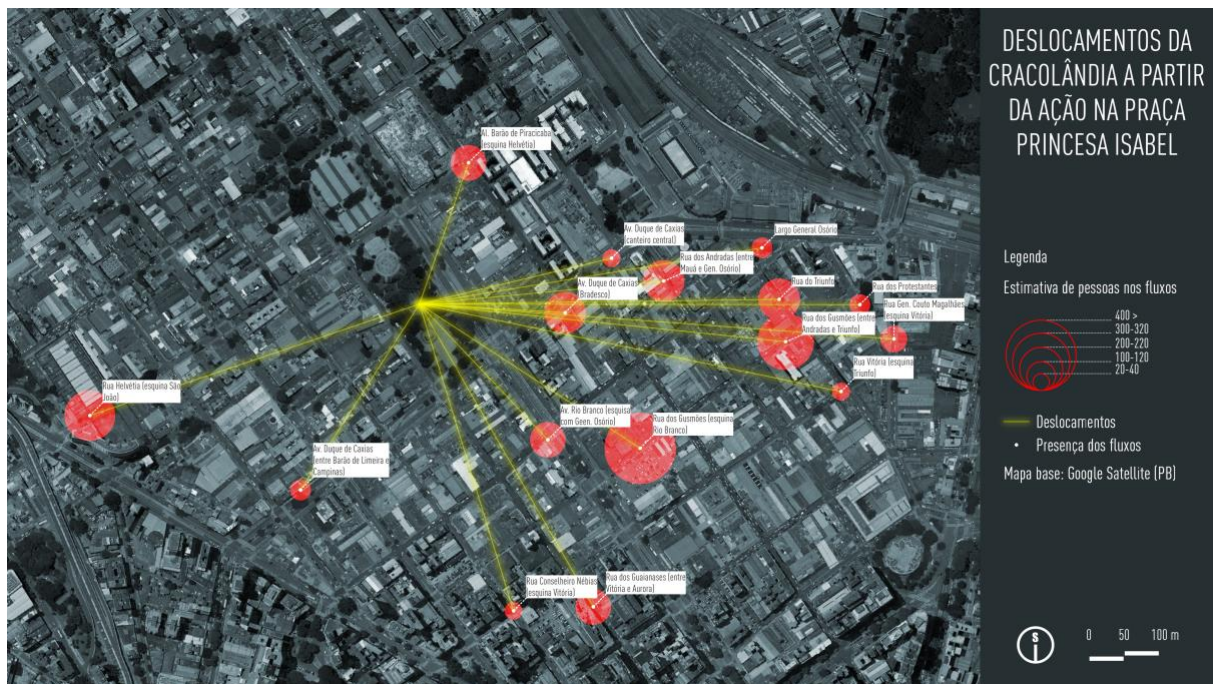 DESLOCAMENTOS DA
CRACOLÂNDIA A PARTIR
DA AÇÃO NA PRAÇA
PRINCESA ISABEL
Legenda
Estimativa de pessoas nos fluxos
400 >
300-320
200-220
100-120
20-40
Deslocamentos
Presença dos fluxos
Mapa base: Google Satellite (PB)
S
0 50 100 m
Al. Barão de Piracicaba
(esquina Helvétia)
Av. Duque de Caxias
(canteiro central)
Largo General Osório
Rua dos Andradas (entre
Mauá e Gen. Osório)
Av. Duque de Caxias
(Bradesco)
Rua do Triunfo
Rua dos Protestantes
Rua Gen. Couto Magalhães
(esquina Vitória)
Rua dos Gusmões (entre
Andradas e Triunfo)
Rua Vitória (esquina
Triunfo)
Rua Helvétia (esquina São
João)
Av. Rio Branco (esquisa
com Geen. Osório)
Rua dos Gusmões (esquina
Rio Branco)
Av. Duque de Caxias
(entre Barão de Limeira e
Campinas)
Rua Conselheiro Nébias
(esquina Vitória)
Rua dos Guaianases (entre
Vitória e Aurora)